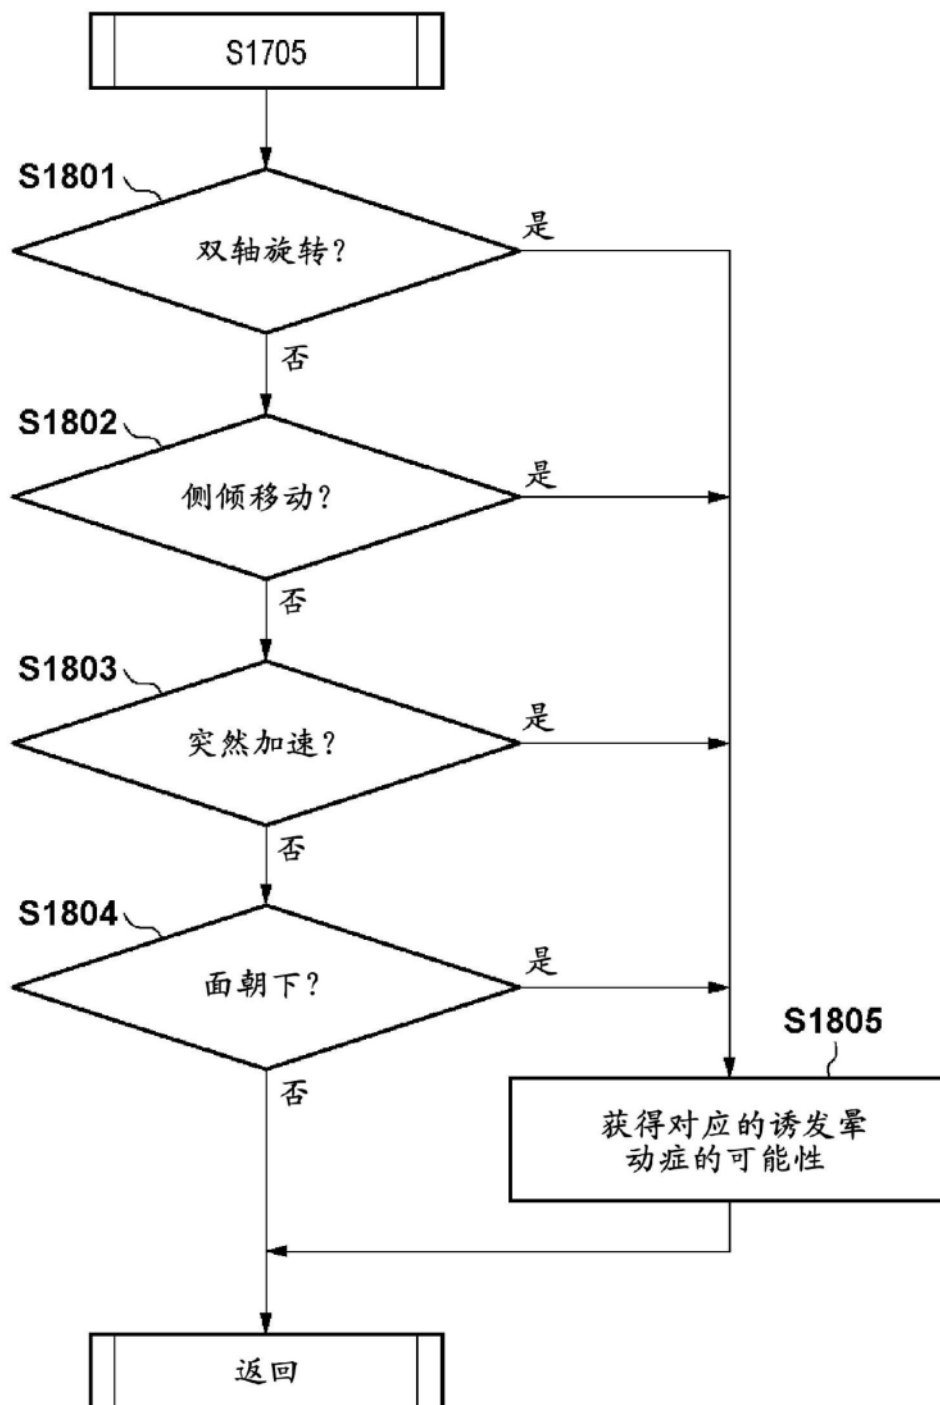 S1705
S1801
双轴旋转？
是
否
S1802
侧倾移动？
是
否
S1803
突然加速？
是
否
S1804
面朝下？
是
否
S1805
获得对应的诱发晕
动症的可能性
返回